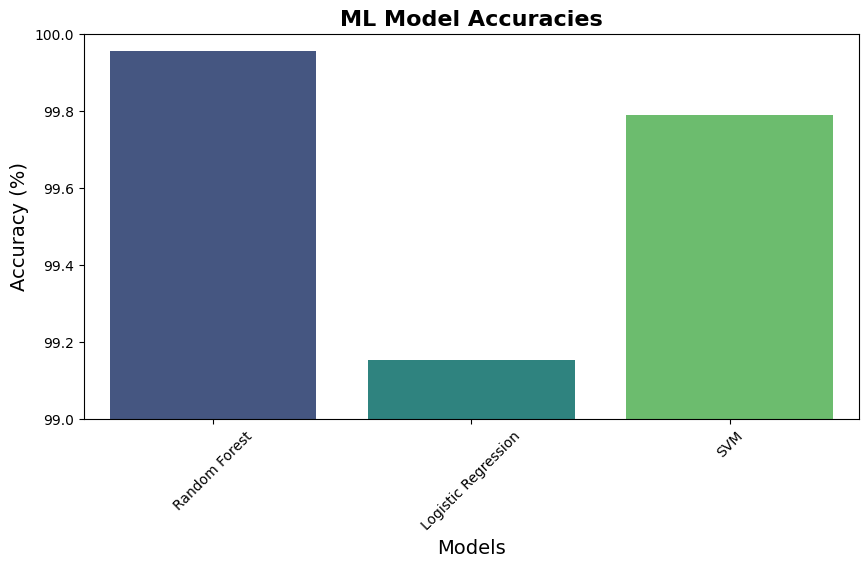 ML Model Accuracies
100.0
99.8
99.6
99.4
99.2
99.0
Accuracy (%)
Random Forest
Logistic Regression
SVM
Models